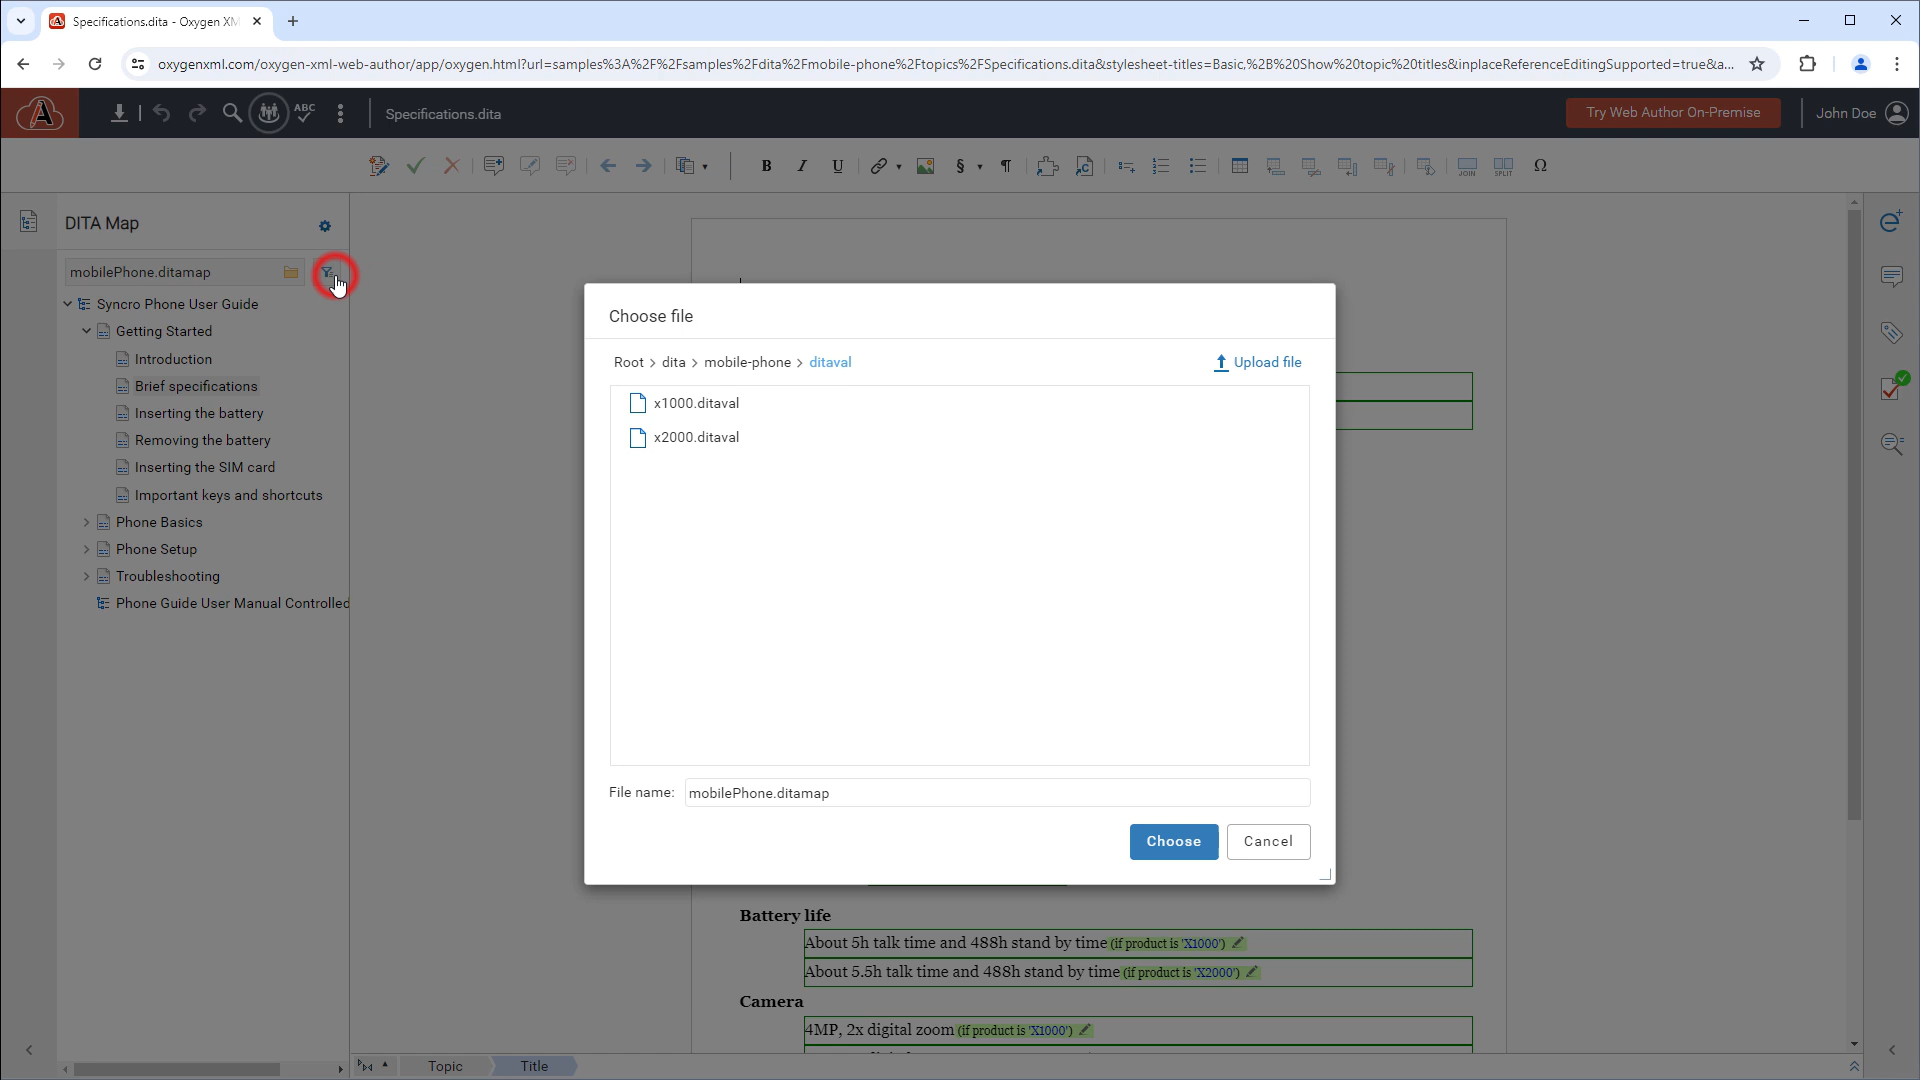 Specifications.dita - Oxygen XM
oxygenxml.com/oxygen-xml-web-author/app/oxygen.html?url=samples%3A%2F%2Fsamples%2Fdita%2Fmobile-phone%2Ftopics%2FSpecifications.dita&stylesheet-titles=Basic,%2B%20Show%20topic%20titles&inplaceReferenceEditingSupported=true&a...
ABC
Specifications.dita
Try Web Author On-Premise
John Doe
B I U § ¶ JOIN SPLIT Ω
DITA Map
mobilePhone.ditamap
Syncro Phone User Guide
Getting Started
Introduction
Brief specifications
Inserting the battery
Removing the battery
Inserting the SIM card
Important keys and shortcuts
Phone Basics
Phone Setup
Troubleshooting
Phone Guide User Manual Controlled
Choose file
Root > dita > mobile-phone > ditaval
Upload file
x1000.ditaval
x2000.ditaval
File name: mobilePhone.ditamap
Choose Cancel
Battery life
About 5h talk time and 488h stand by time (if product is 'X1000')
About 5.5h talk time and 488h stand by time (if product is 'X2000')
Camera
4MP, 2x digital zoom (if product is 'X1000')
Topic Title